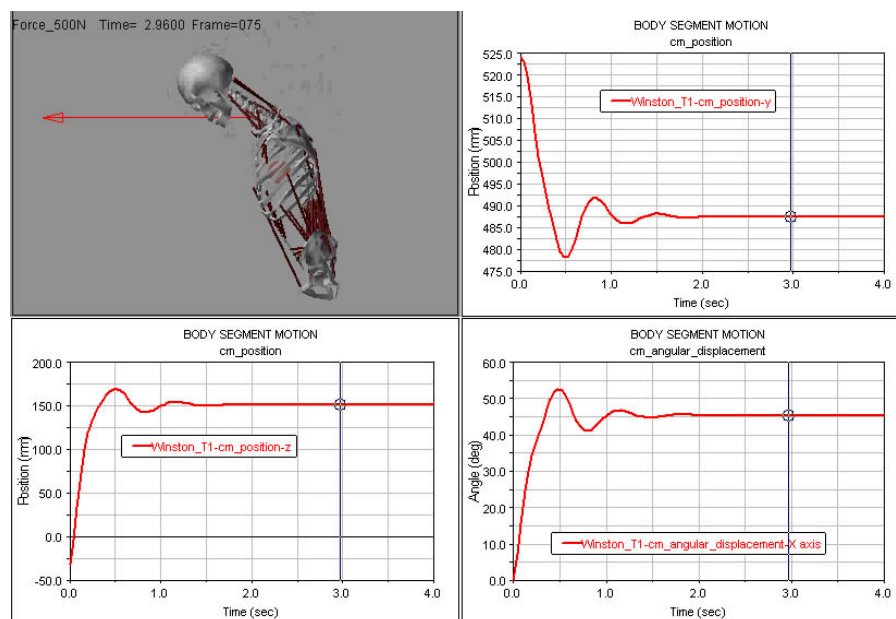 Force_500N Time= 2.9600 Frame=075
BODY SEGMENT MOTION
cm_position
525.0
520.0
515.0
510.0
505.0
500.0
495.0
490.0
485.0
480.0
475.0
Position (mm)
Winston_T1-cm_position-y
0.0 1.0 2.0 3.0 4.0
Time (sec)
BODY SEGMENT MOTION
cm_position
200.0
150.0
100.0
50.0
0.0
-50.0
Position (mm)
Winston_T1-cm_position-z
0.0 1.0 2.0 3.0 4.0
Time (sec)
BODY SEGMENT MOTION
cm_angular_displacement
60.0
50.0
40.0
30.0
20.0
10.0
0.0
Angle (deg)
Winston_T1-cm_angular_displacement-X axis
0.0 1.0 2.0 3.0 4.0
Time (sec)